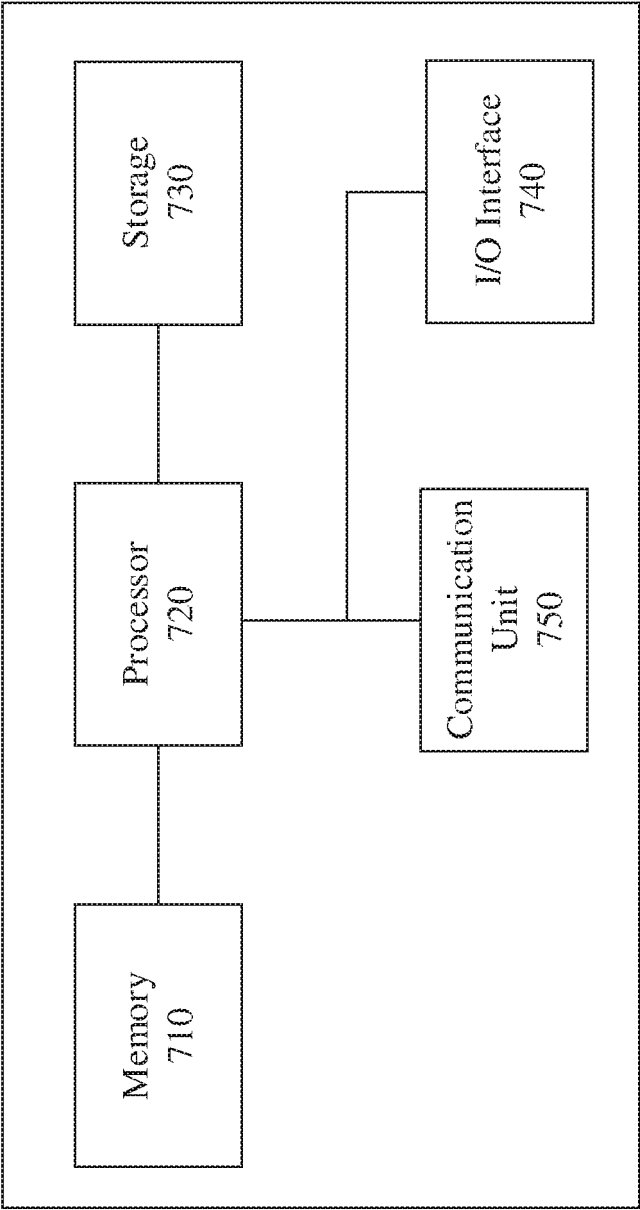 Memory
710
Processor
720
Storage
730
Communication
Unit
750
I/O Interface
740